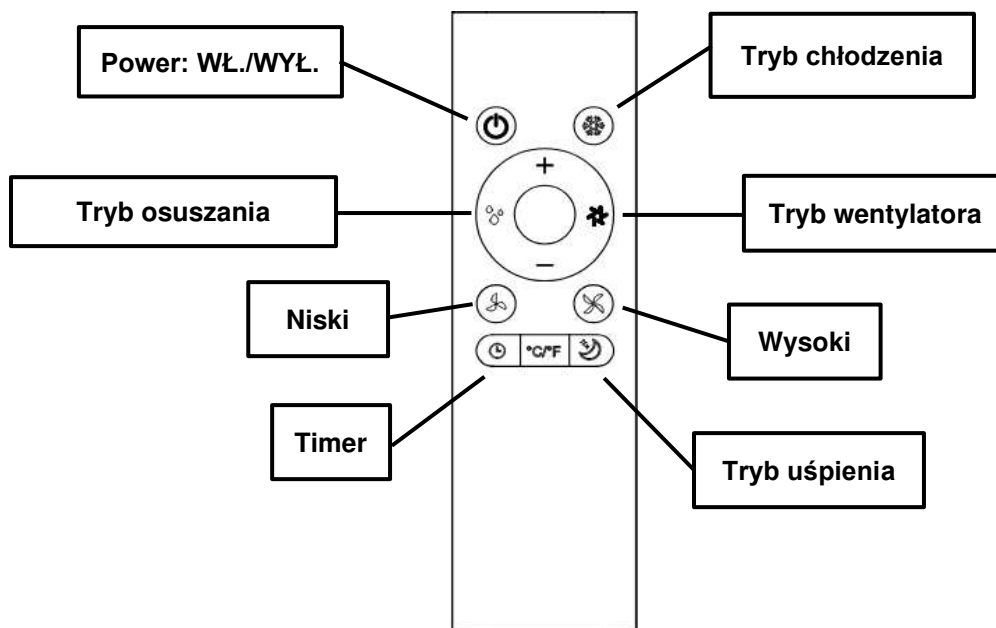 Power: WŁ./WYŁ.
Tryb chłodzenia
+
Tryb osuszania
Tryb wentylatora
−
Niski
Wysoki
°C/°F
Timer
Tryb uśpienia